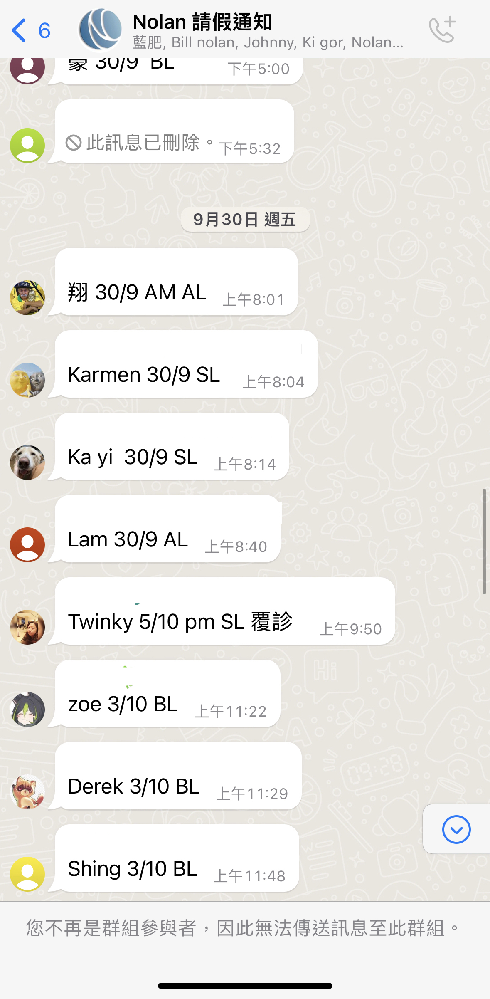 6
Nolan 請假通知
藍肥, Bill nolan, Johnny, Ki gor, Nolan...
豪 30/9  BL
下午5:00
此訊息已刪除。
下午5:32
9月30日 週五
翔 30/9 AM AL
上午8:01
Karmen 30/9 SL
上午8:04
Ka yi  30/9 SL
上午8:14
Lam 30/9 AL
上午8:40
Twinky 5/10 pm SL 覆診
上午9:50
zoe 3/10 BL
上午11:22
Derek 3/10 BL
上午11:29
Shing 3/10 BL
上午11:48
您不再是群組參與者，因此無法傳送訊息至此群組。